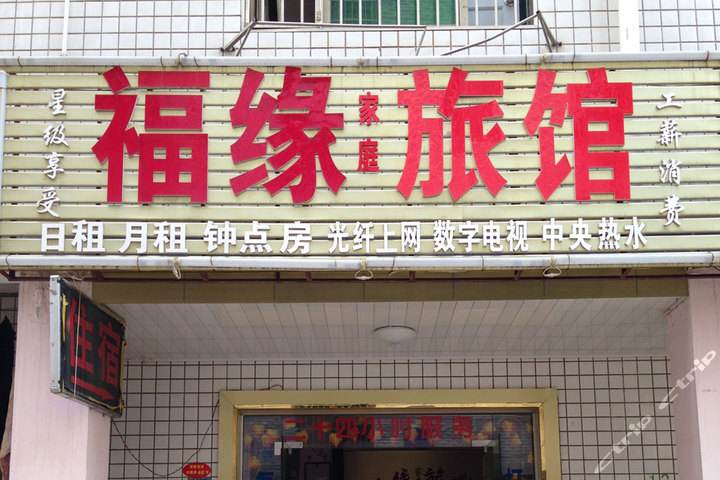 星级享受
福缘家庭旅馆
工薪消费
日租 月租 钟点房 光纤上网 数字电视 中央热水
住宿
二十四小时服务
ctrip ctrip